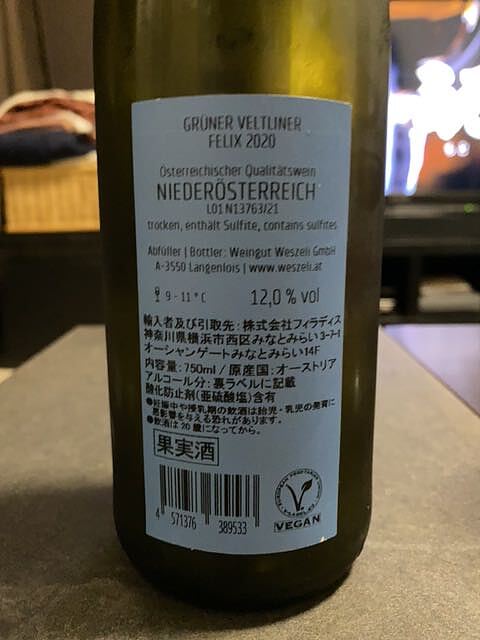 GRÜNER VELTLINER
FELIX 2020
Österreichischer Qualitätswein
NIEDERÖSTERREICH
L01 N13763/21
trocken, enthält Sulfite, contains sulfites
Abfüller | Bottler: Weingut Weszeli GmbH
A-3550 Langenlois | www.weszeli.at
9 - 11 °C 12,0 % vol
輸入者及び引取先：株式会社フィラディス
神奈川県横浜市西区みなとみらい3-7-1
オーシャンゲートみなとみらい14F
内容量：750ml / 原産国：オーストリア
アルコール分：裏ラベルに記載
酸化防止剤(亜硫酸塩)含有
●妊娠中や授乳期の飲酒は胎児・乳児の発育に
悪影響を与える恐れがあります。
●飲酒は20歳になってから。
果実酒
4 571376 389533
VEGAN